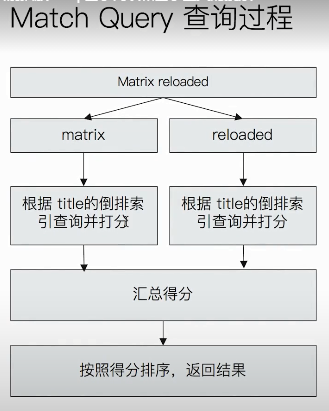 Match Query 查询过程
Matrix reloaded
matrix
reloaded
根据 title的倒排索
引查询并打分
根据 title的倒排索
引查询并打分
汇总得分
按照得分排序，返回结果